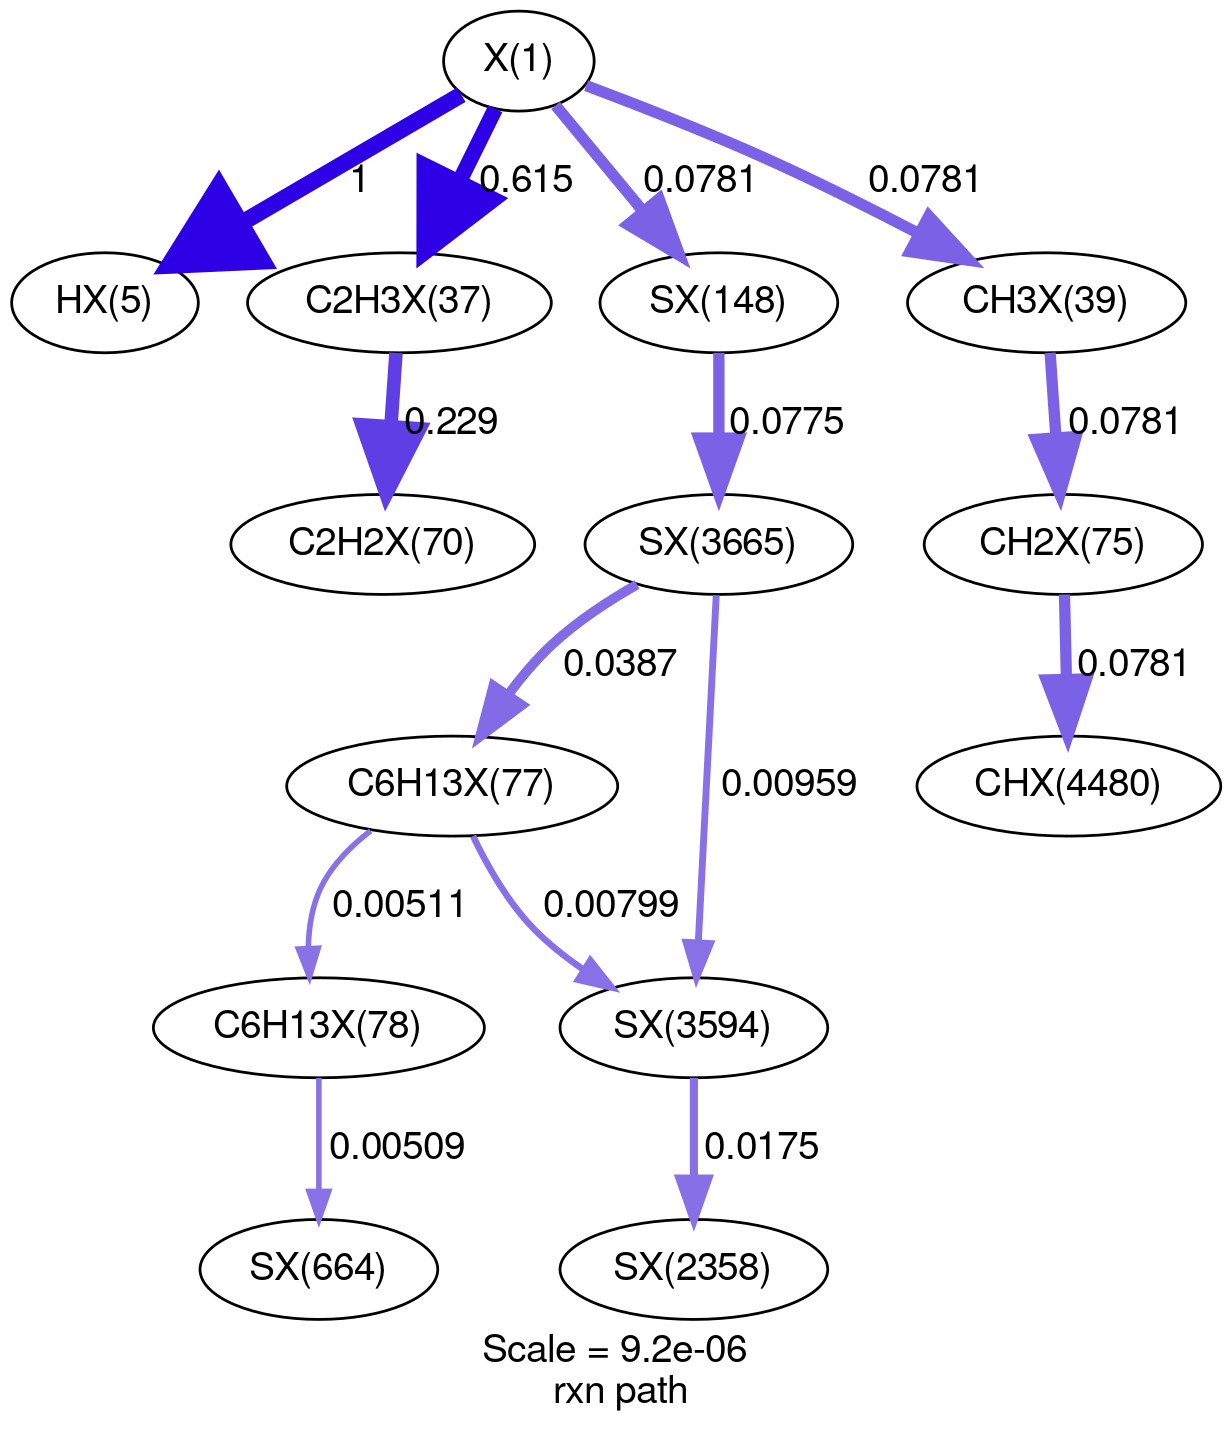 X(1)
1
0.615
0.0781
0.0781
HX(5)
C2H3X(37)
SX(148)
CH3X(39)
0.229
0.0775
0.0781
C2H2X(70)
SX(3665)
CH2X(75)
0.0387
0.0781
C6H13X(77)
0.00959
CHX(4480)
0.00511
0.00799
C6H13X(78)
SX(3594)
0.00509
0.0175
SX(664)
SX(2358)
Scale = 9.2e-06
rxn path